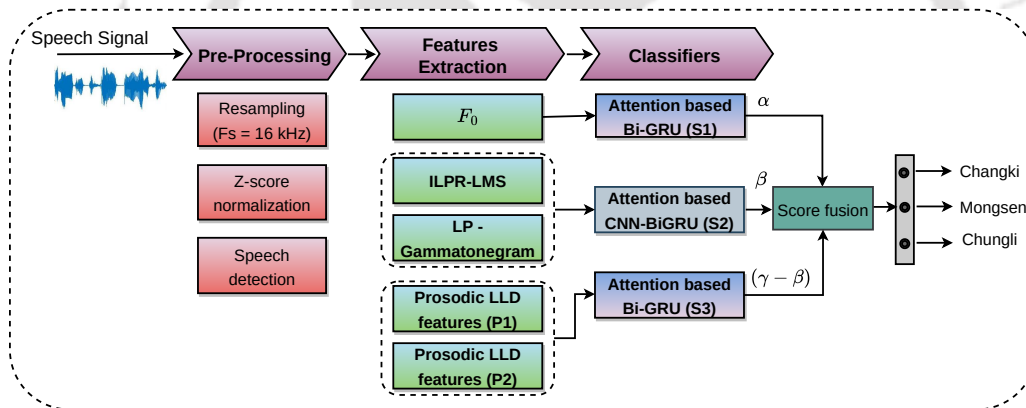 Speech Signal
Pre-Processing
Features
Extraction
Classifiers
Resampling
(Fs = 16 kHz)
Z-score
normalization
Speech
detection
F₀
ILPR-LMS
LP -
Gammatonegram
Prosodic LLD
features (P1)
Prosodic LLD
features (P2)
Attention based
Bi-GRU (S1)
α
Attention based
CNN-BiGRU (S2)
β
Attention based
Bi-GRU (S3)
(γ − β)
Score fusion
Changki
Mongsen
Chungli